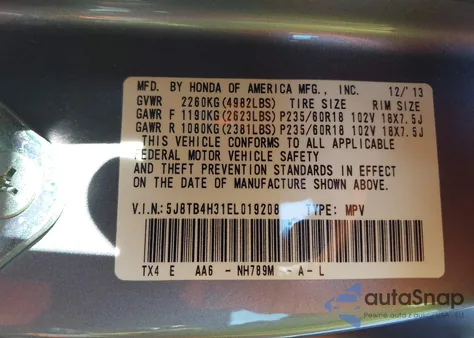 MFD. BY HONDA OF AMERICA MFG., INC. 12/'13
GVWR 2260KG(4982LBS) TIRE SIZE RIM SIZE
GAWR F 1190KG(2623LBS) P235/60R18 102V 18X7.5J
GAWR R 1080KG(2381LBS) P235/60R18 102V 18X7.5J
THIS VEHICLE CONFORMS TO ALL APPLICABLE
FEDERAL MOTOR VEHICLE SAFETY
AND THEFT PREVENTION STANDARDS IN EFFECT
ON THE DATE OF MANUFACTURE SHOWN ABOVE.
V.I.N.:5J8TB4H31EL019208 TYPE: MPV
TX4 E AA6 - NH789M - A - L
autoSnap